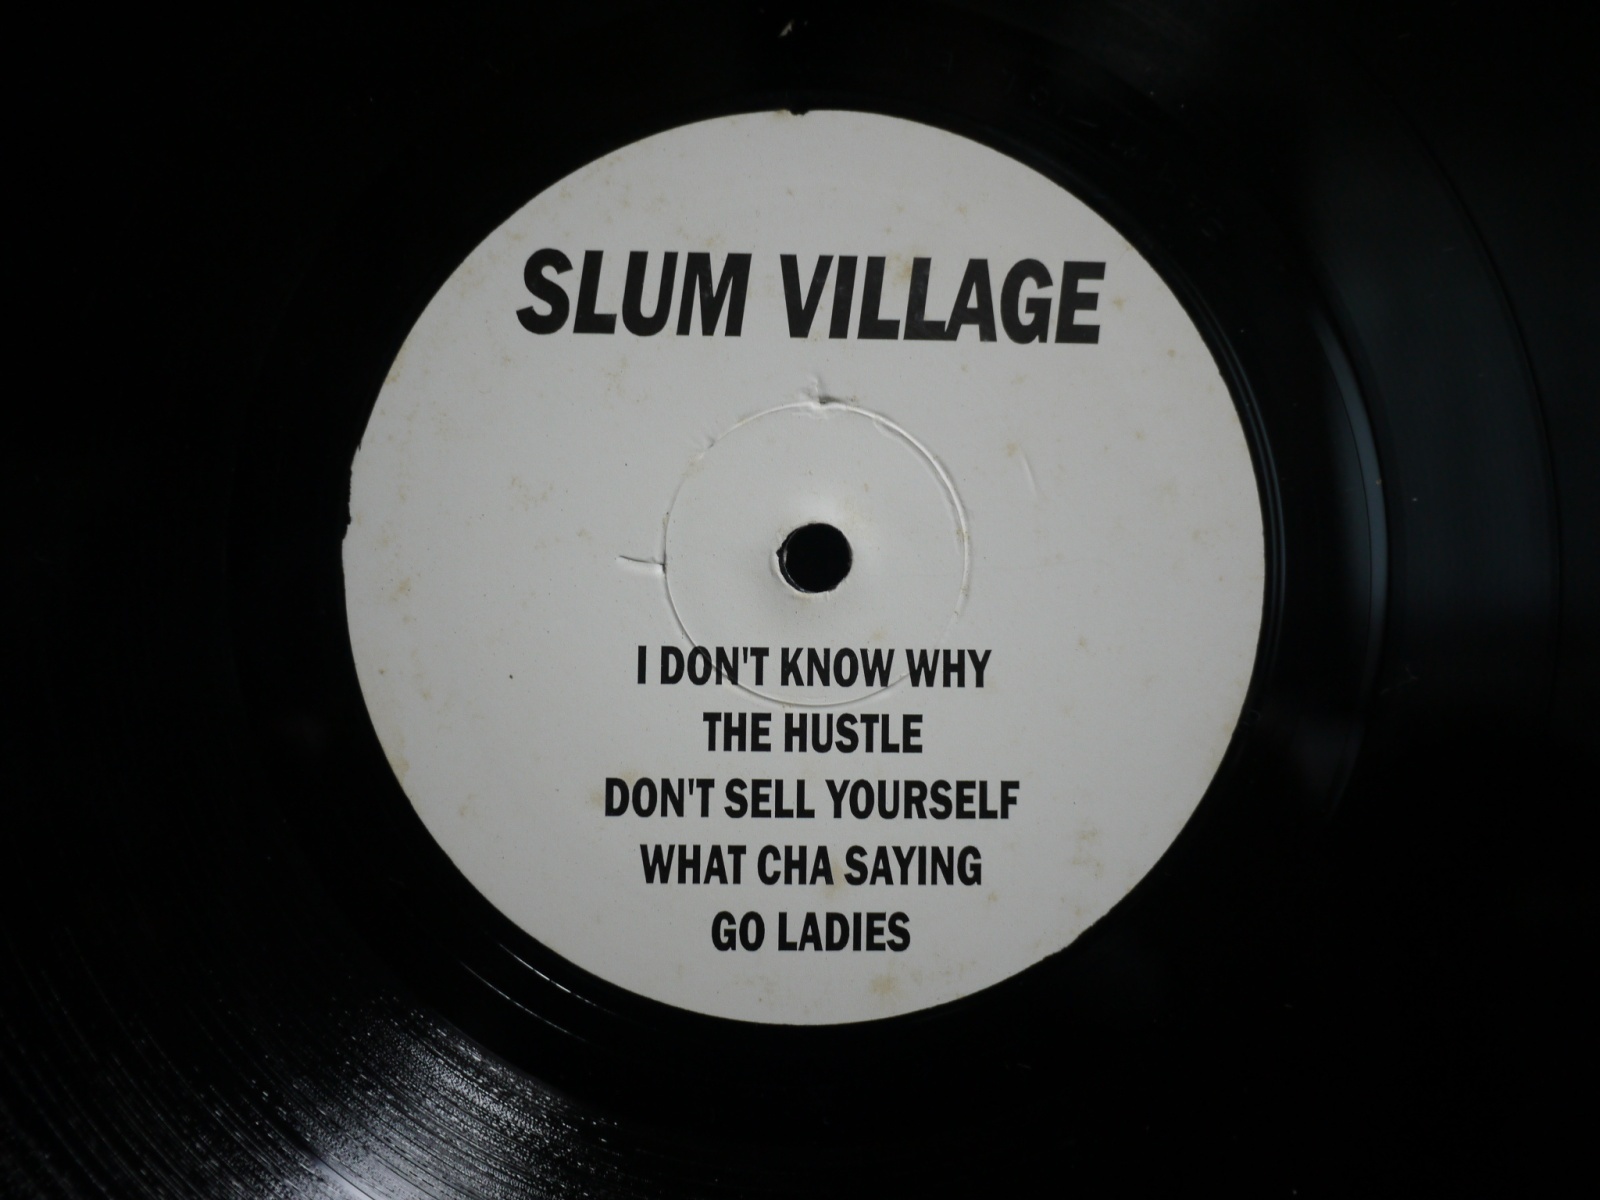 SLUM VILLAGE
I DON'T KNOW WHY
THE HUSTLE
DON'T SELL YOURSELF
WHAT CHA SAYING
GO LADIES